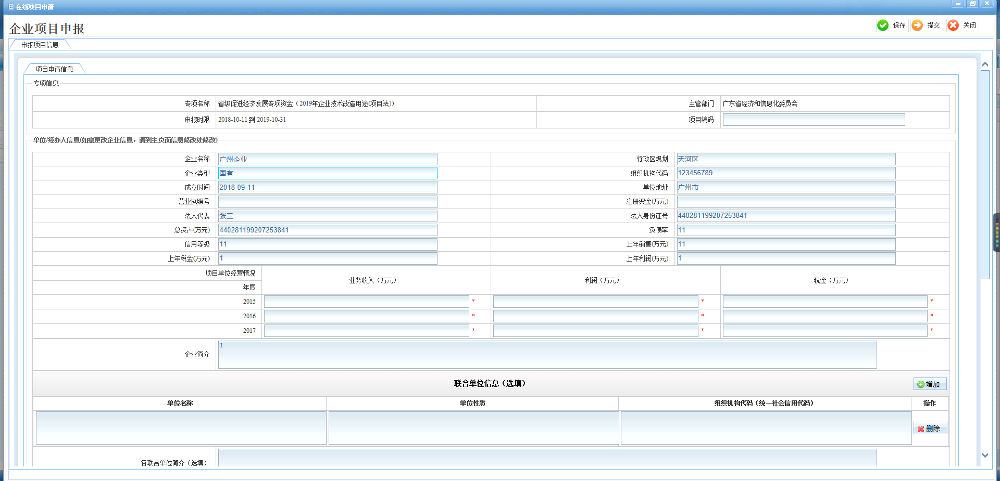 在线项目申请
企业项目申报
保存 提交 关闭
申报项目信息
项目申请信息
专项信息
专项名称 省级促进经济发展专项资金（2019年企业技术改造用途(项目法)） 主管部门 广东省经济和信息化委员会
申报时限 2018-10-11 到 2019-10-31 项目编码
单位/经办人信息(如需更改企业信息，请到主页面信息修改处修改)
企业名称 广州企业 行政区规划 天河区
企业类型 国有 组织机构代码 123456789
成立时间 2018-09-11 单位地址 广州市
营业执照号 注册资金(万元)
法人代表 张三 法人身份证号 440281199207253841
总资产(万元) 440281199207253841 负债率 11
信用等级 11 上年销售(万元) 11
上年税金(万元) 1 上年利润(万元) 1
项目单位经营情况
业务收入（万元） 利润（万元） 税金（万元）
年度
2015 * * *
2016 * * *
2017 * * *
企业简介 1
联合单位信息（选填） 增加
单位名称 单位性质 组织机构代码（统一社会信用代码） 操作
删除
各联合单位简介（选填）